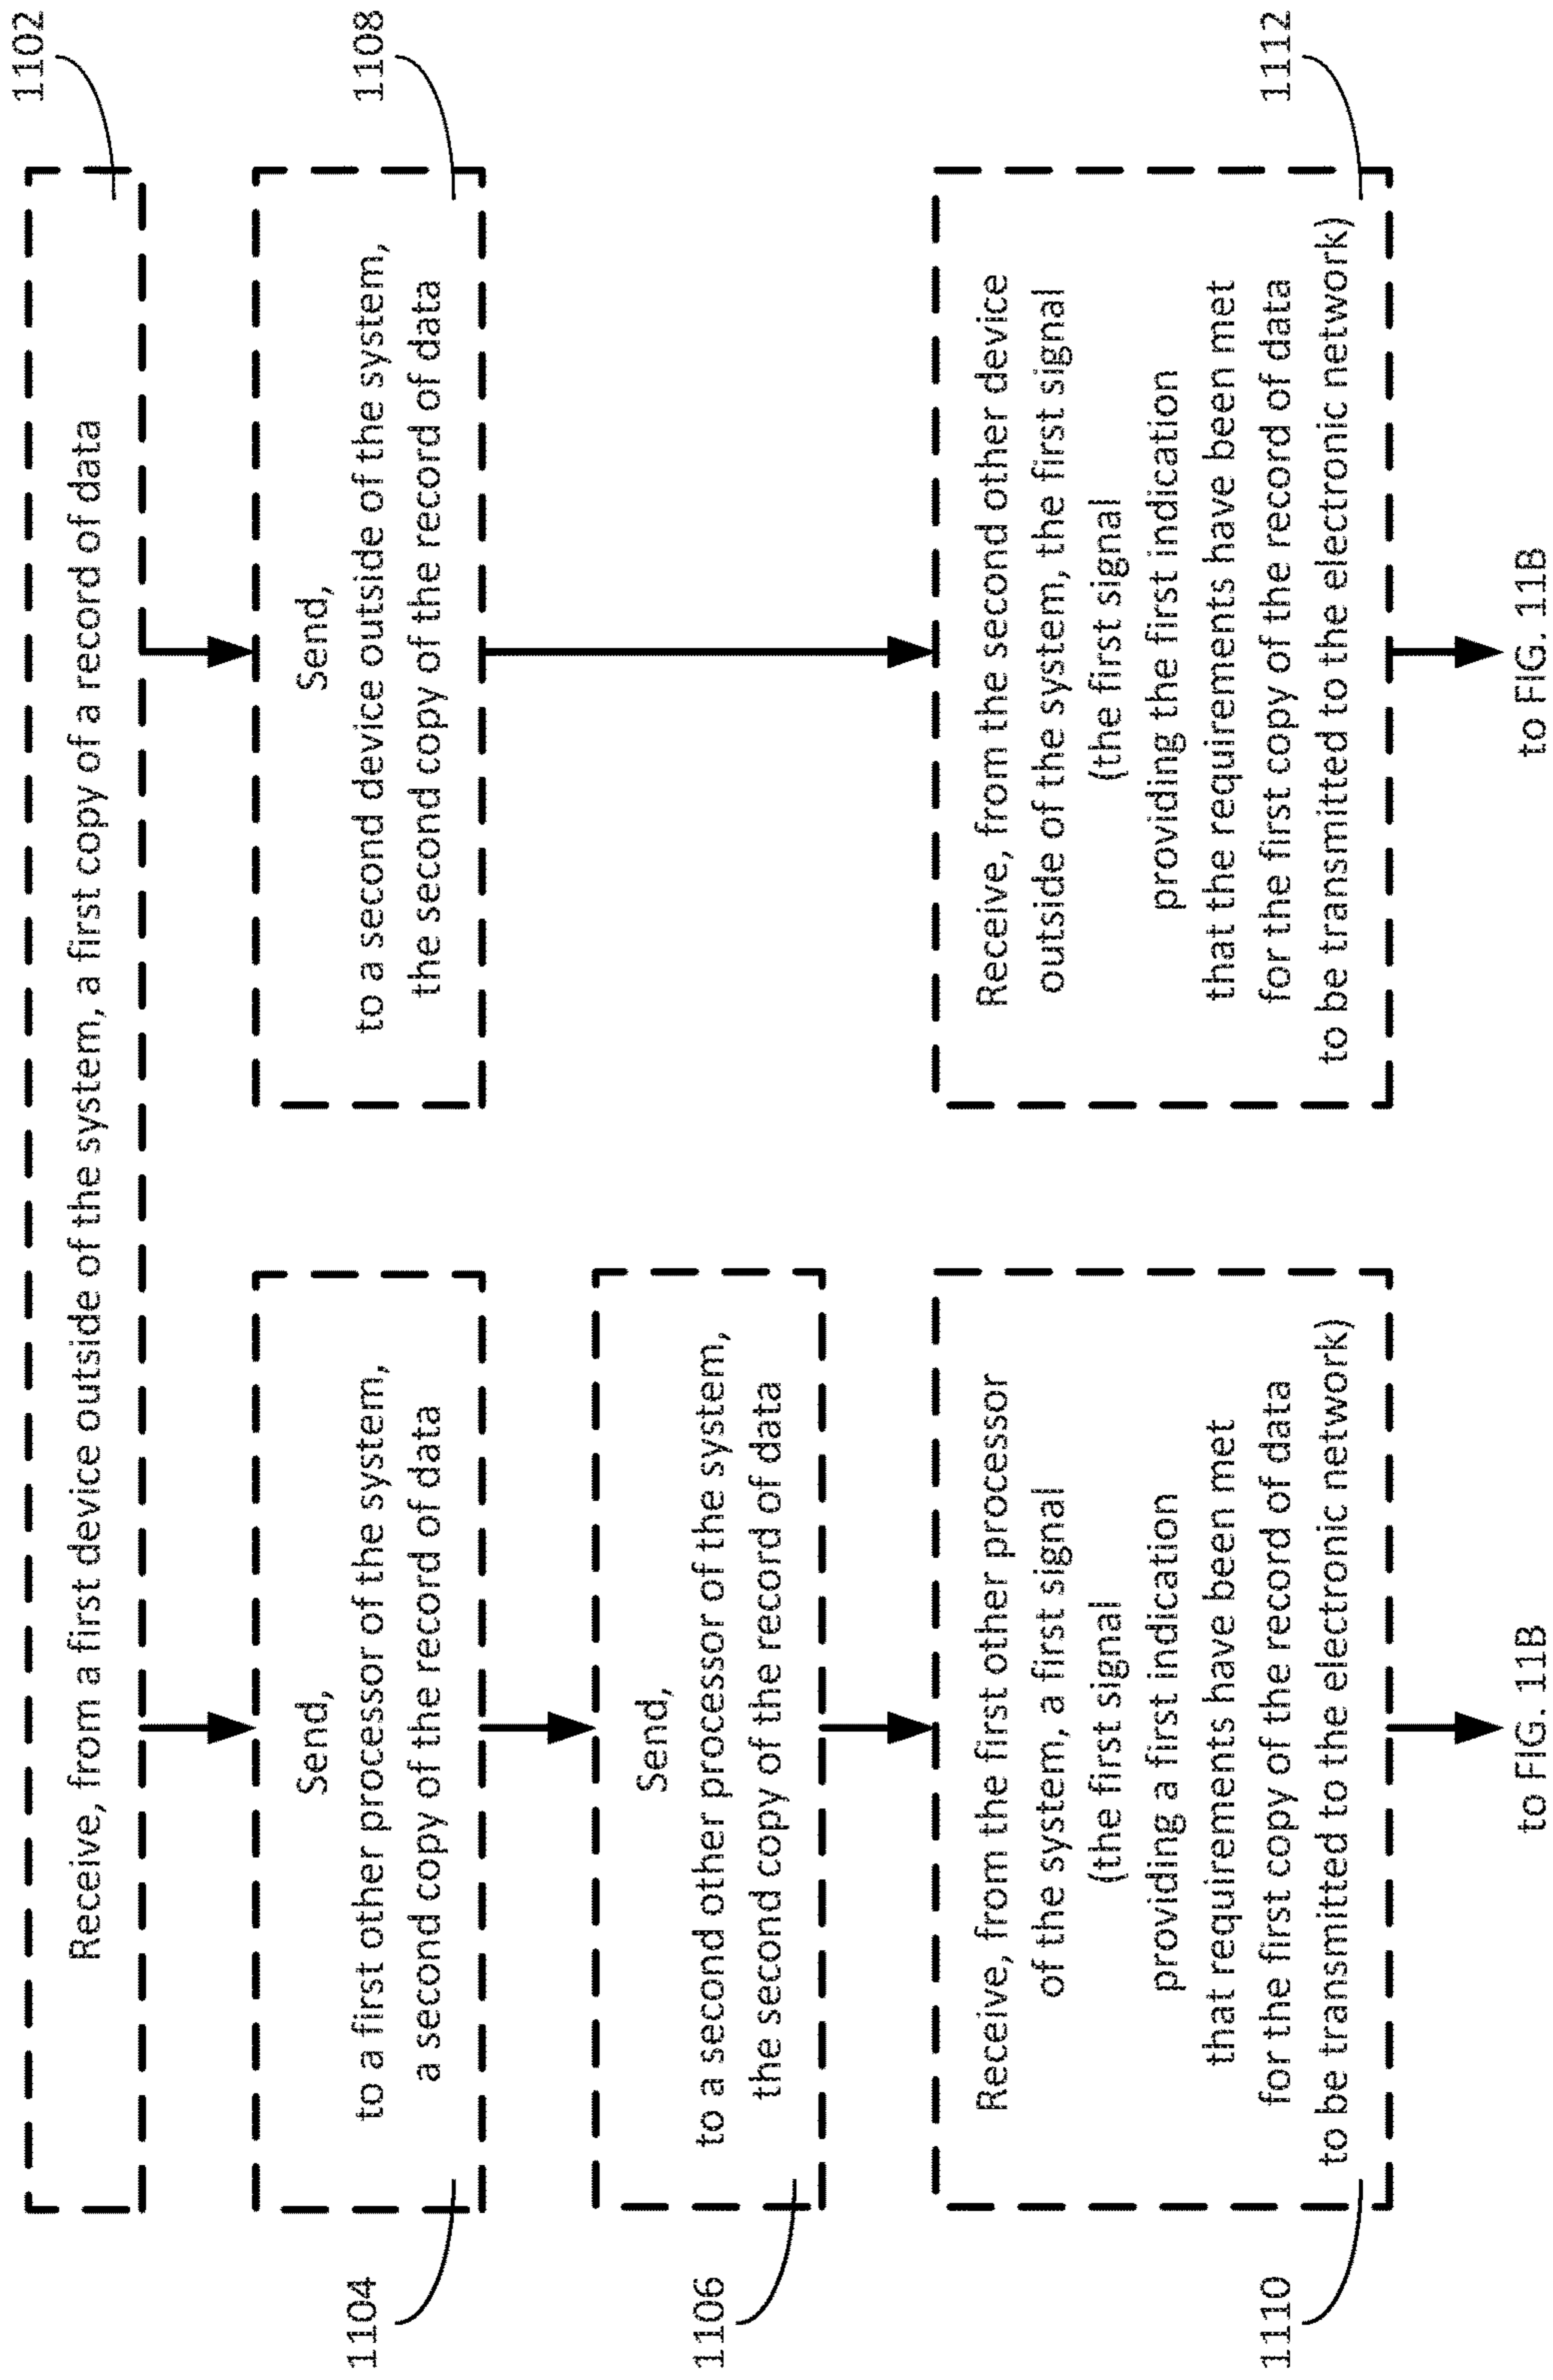 1102
Receive, from a first device outside of the system, a first copy of a record of data
1104
Send,
to a first other processor of the system,
a second copy of the record of data
1108
Send,
to a second device outside of the system,
the second copy of the record of data
1106
Send,
to a second other processor of the system,
the second copy of the record of data
1110
Receive, from the first other processor
of the system, a first signal
(the first signal
providing a first indication
that requirements have been met
for the first copy of the record of data
to be transmitted to the electronic network)
1112
Receive, from the second other device
outside of the system, the first signal
(the first signal
providing the first indication
that the requirements have been met
for the first copy of the record of data
to be transmitted to the electronic network)
to FIG. 11B
to FIG. 11B